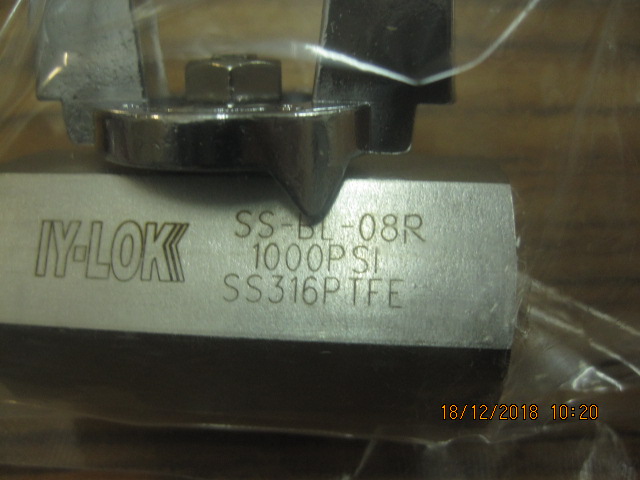 IY-LOK
SS-BL-08R
1000PSI
SS316PTFE
18/12/2018 10:20